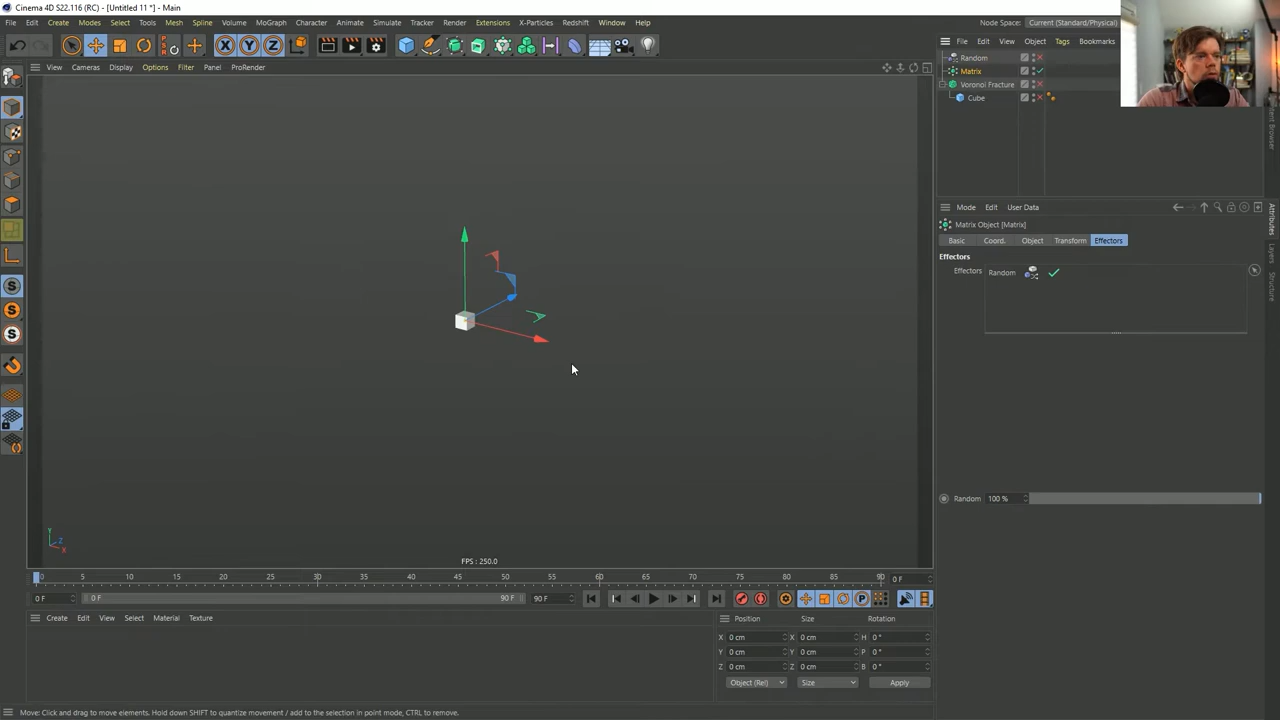 Cinema 4D S22.116 (RC) - [Untitled 11 *] - Main
File Edit Create Modes Select Tools Mesh Spline Volume MoGraph Character Animate Simulate Tracker Render Extensions X-Particles Redshift Window Help
Node Space: Current (Standard/Physical)
View Cameras Display Options Filter Panel ProRender
File Edit View Object Tags Bookmarks
Random
Matrix
Voronoi Fracture
Cube
Mode Edit User Data
Matrix Object [Matrix]
Basic Coord. Object Transform Effectors
Effectors
Effectors Random
Random 100 %
Attributes
Layers
Structure
Y Z X
FPS : 250.0
0 5 10 15 20 25 30 35 40 45 50 55 60 65 70 75 80 85 90 0 F
0 F 0 F 90 F 90 F
Create Edit View Select Material Texture
Position Size Rotation
X 0 cm X 0 cm H 0 °
Y 0 cm Y 0 cm P 0 °
Z 0 cm Z 0 cm B 0 °
Object (Rel) Size Apply
Move: Click and drag to move elements. Hold down SHIFT to quantize movement / add to the selection in point mode, CTRL to remove.